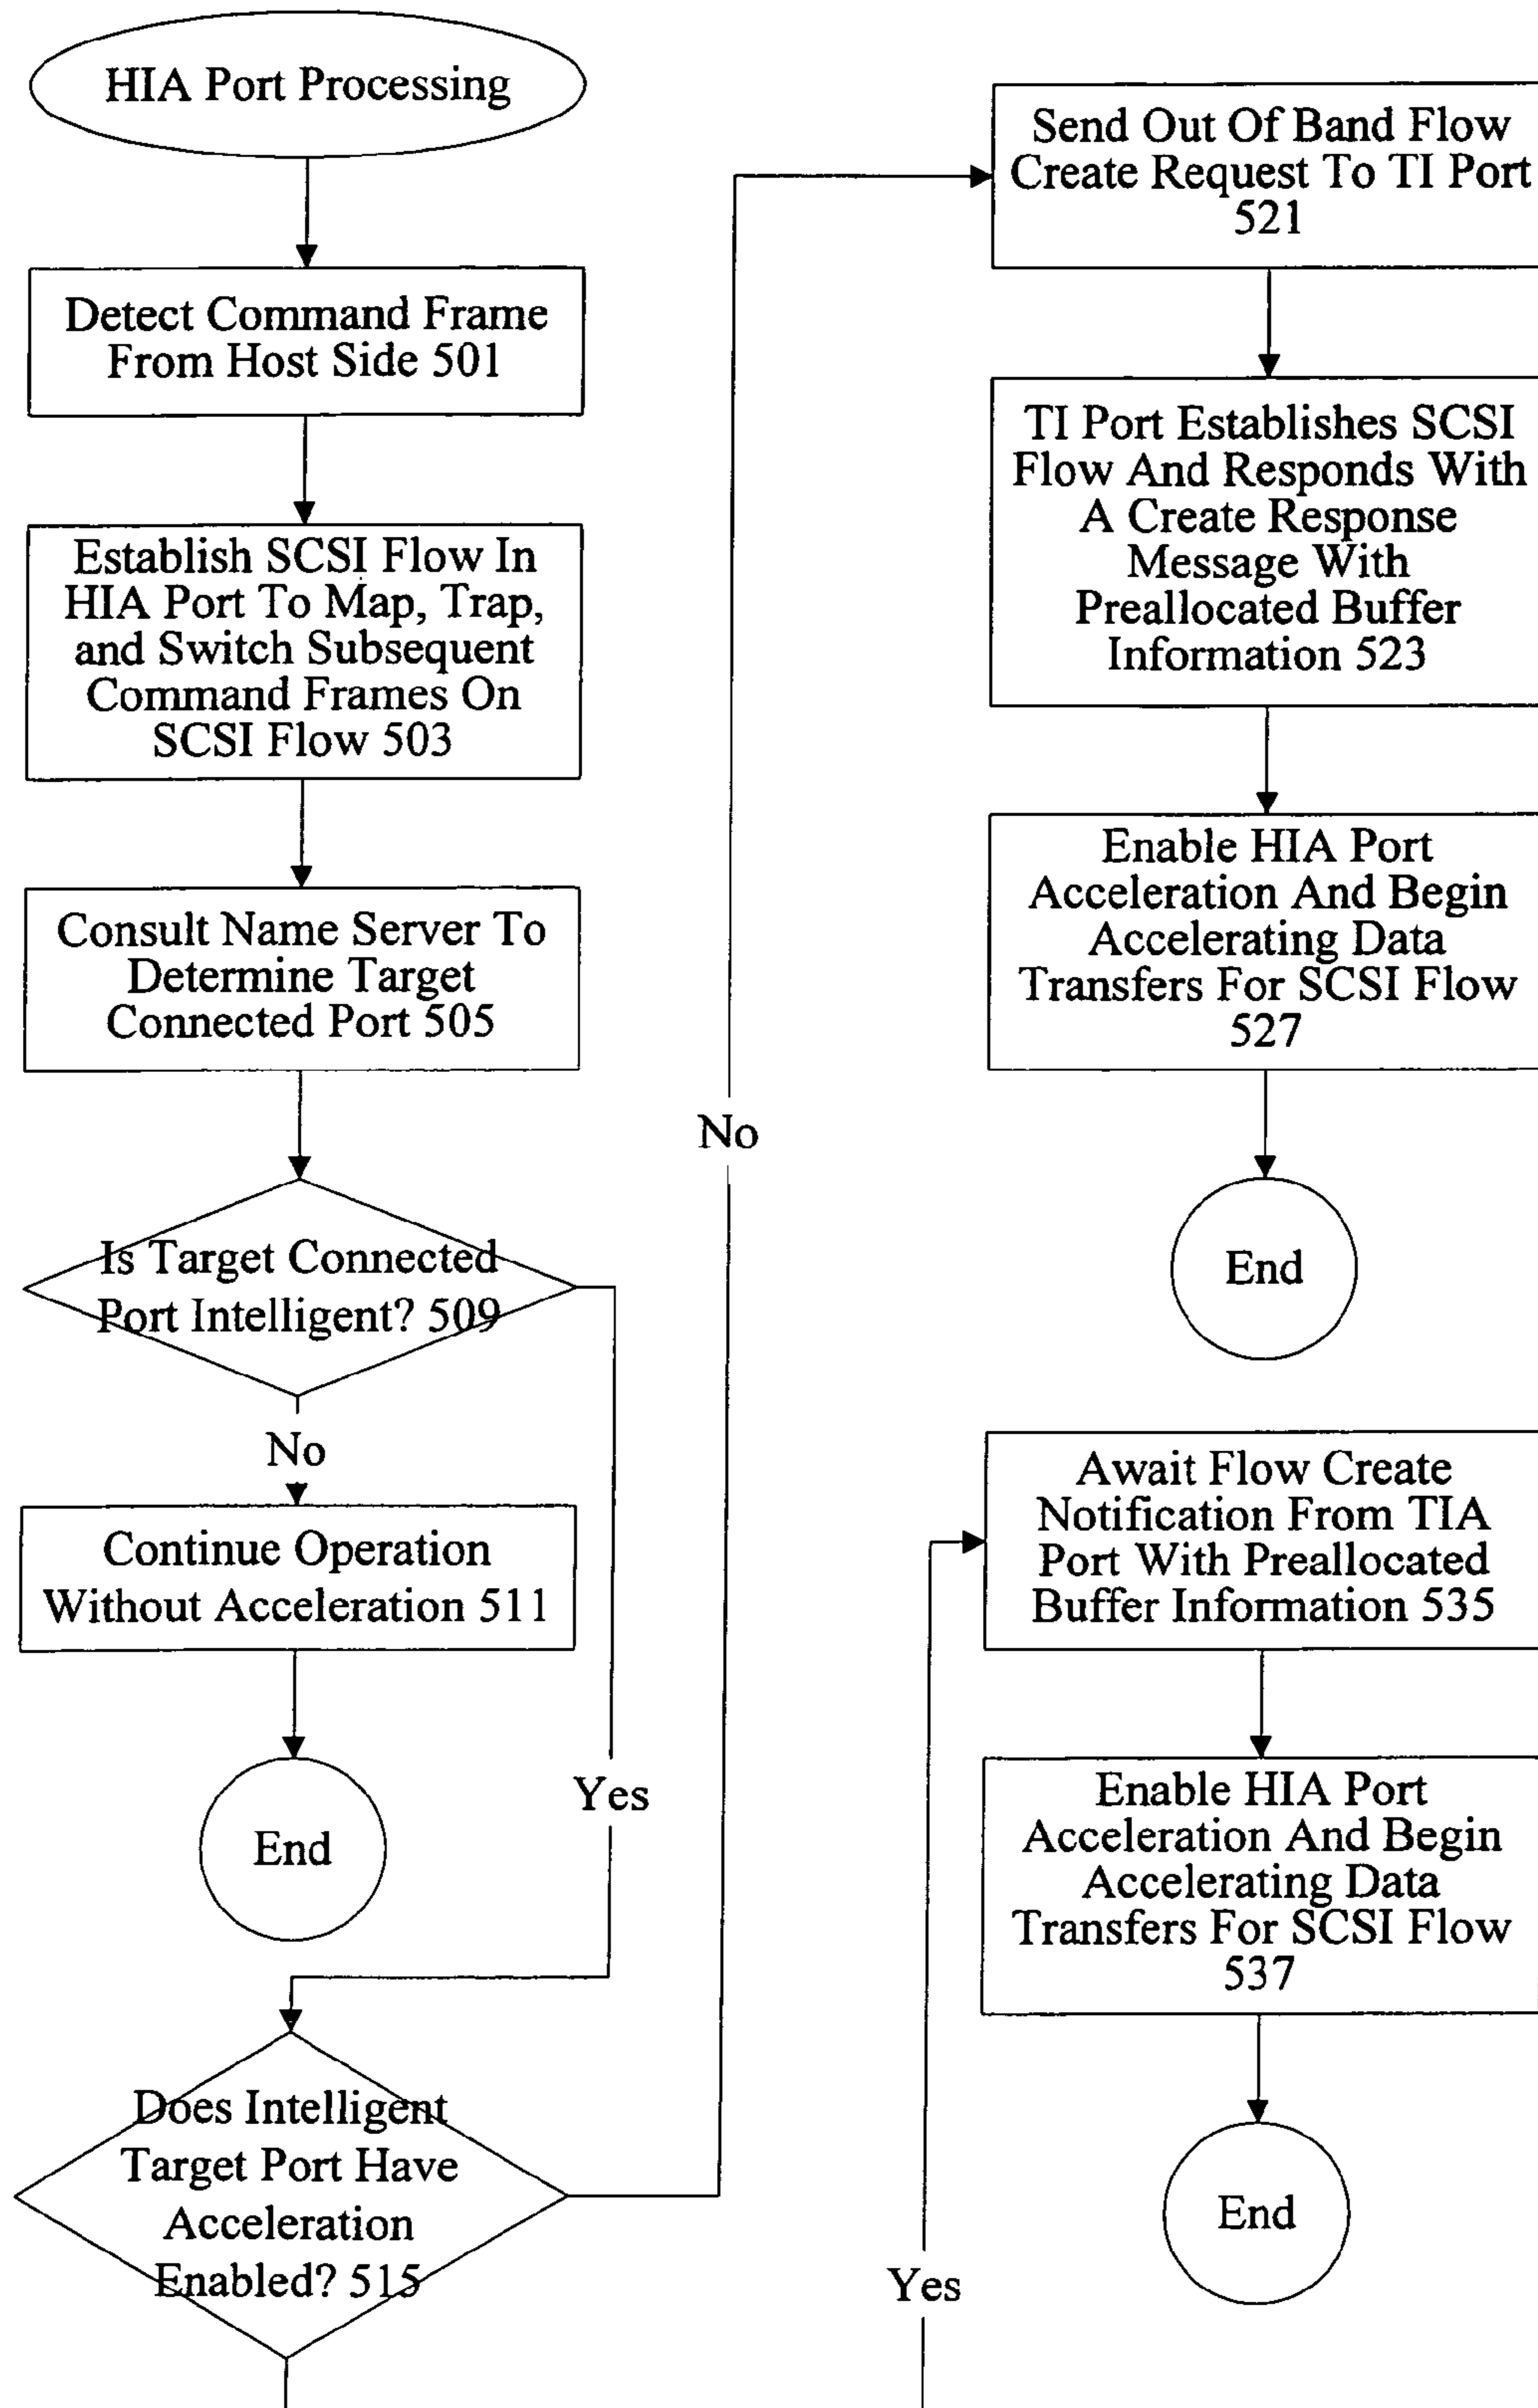 HIA Port Processing
Detect Command Frame
From Host Side 501
Establish SCSI Flow In
HIA Port To Map, Trap,
and Switch Subsequent
Command Frames On
SCSI Flow 503
Consult Name Server To
Determine Target
Connected Port 505
Is Target Connected
Port Intelligent? 509
No
Continue Operation
Without Acceleration 511
End
Yes
Does Intelligent
Target Port Have
Acceleration
Enabled? 515
No
Send Out Of Band Flow
Create Request To TI Port
521
TI Port Establishes SCSI
Flow And Responds With
A Create Response
Message With
Preallocated Buffer
Information 523
Enable HIA Port
Acceleration And Begin
Accelerating Data
Transfers For SCSI Flow
527
End
Yes
Await Flow Create
Notification From TIA
Port With Preallocated
Buffer Information 535
Enable HIA Port
Acceleration And Begin
Accelerating Data
Transfers For SCSI Flow
537
End